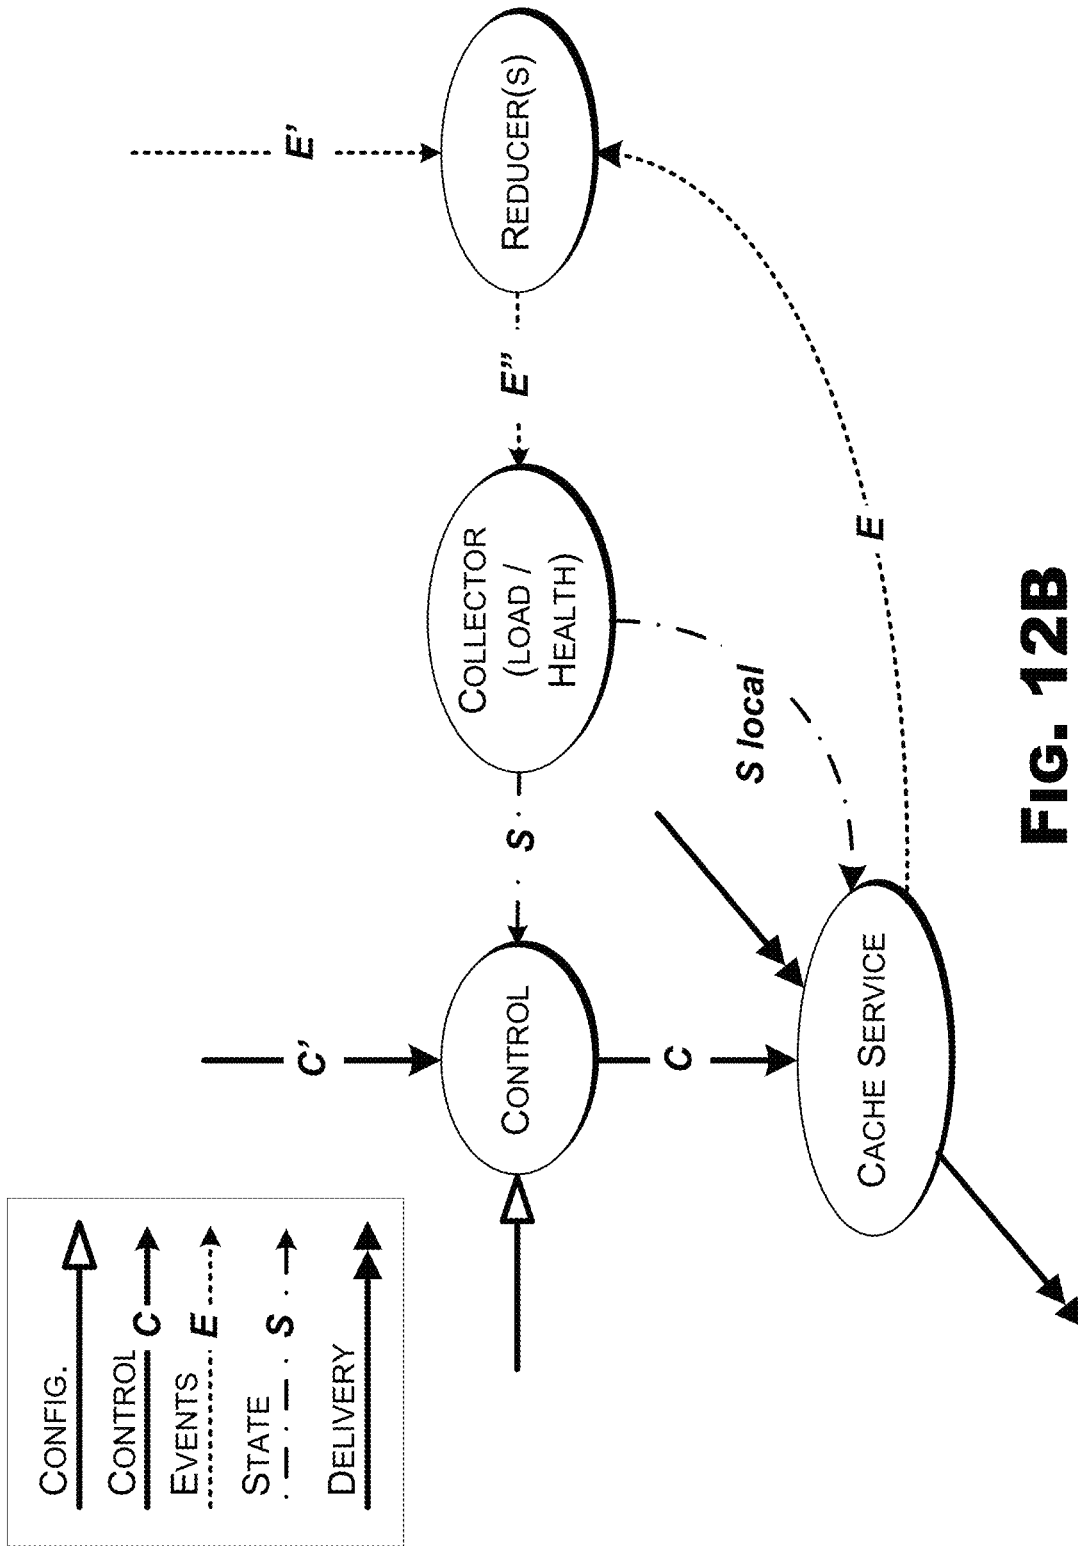 CONFIG.
CONTROL
C
EVENTS
E
STATE
S
DELIVERY
C'
E'
CONTROL
S
COLLECTOR
(LOAD /
HEALTH)
E"
REDUCER(S)
C
S local
E
CACHE SERVICE
FIG. 12B